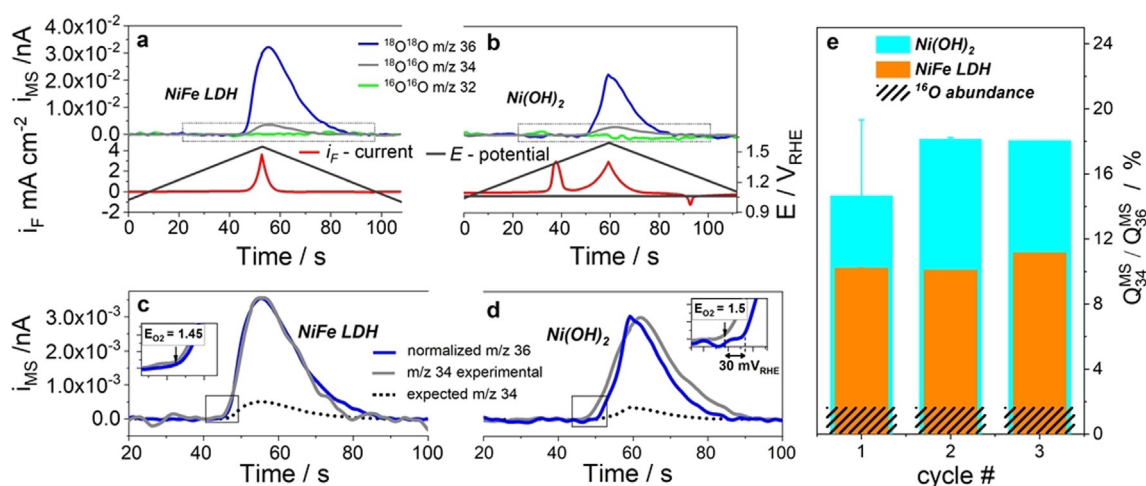 4.0x10⁻²
3.0x10⁻²
2.0x10⁻²
1.0x10⁻²
0.0
4
2
0
-2
i_F mA cm⁻² i_MS /nA
a
NiFe LDH
¹⁸O¹⁸O m/z 36
¹⁸O¹⁶O m/z 34
¹⁶O¹⁶O m/z 32
i_F - current
E - potential
0 20 40 60 80 100
Time / s
b
Ni(OH)₂
1.5
1.2
0.9
E / V_RHE
0 20 40 60 80 100
Time / s
c
3.0x10⁻³
2.0x10⁻³
1.0x10⁻³
0.0
i_MS /nA
E_O2 = 1.45
NiFe LDH
normalized m/z 36
m/z 34 experimental
expected m/z 34
20 40 60 80 100
Time / s
d
Ni(OH)₂
E_O2 = 1.5
30 mV_RHE
20 40 60 80 100
Time / s
e
Ni(OH)₂
NiFe LDH
¹⁶O abundance
24
20
16
12
8
4
0
Q₃₄^MS / Q₃₆^MS / %
1 2 3
cycle #